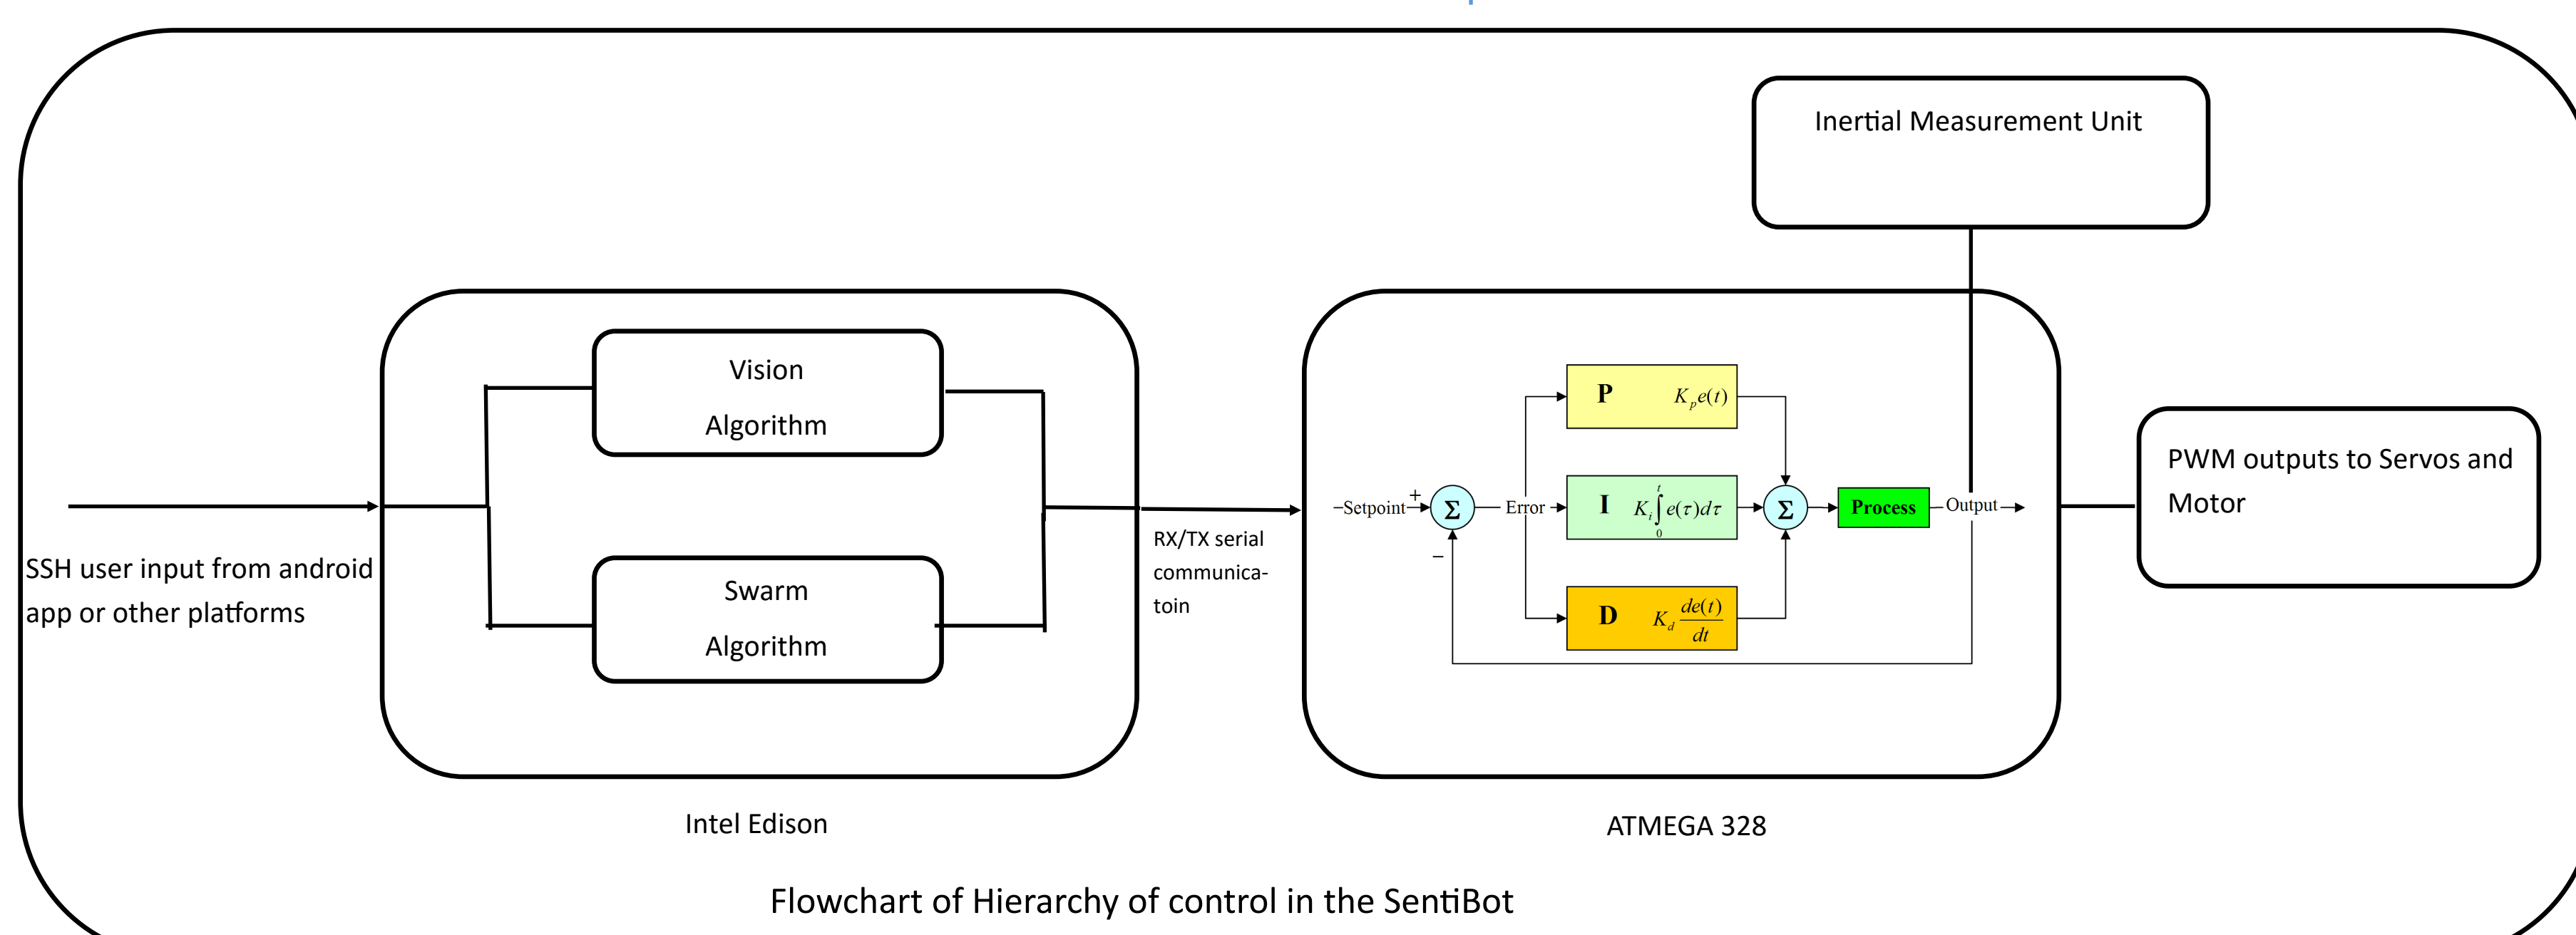 Inertial Measurement Unit
Vision
Algorithm
Swarm
Algorithm
SSH user input from android
app or other platforms
RX/TX serial
communica-
toin
Setpoint
+
−
Σ
Error
P K_p e(t)
I K_i ∫_0^t e(τ)dτ
D K_d de(t)/dt
Σ
Process
Output
PWM outputs to Servos and
Motor
Intel Edison
ATMEGA 328
Flowchart of Hierarchy of control in the SentiBot